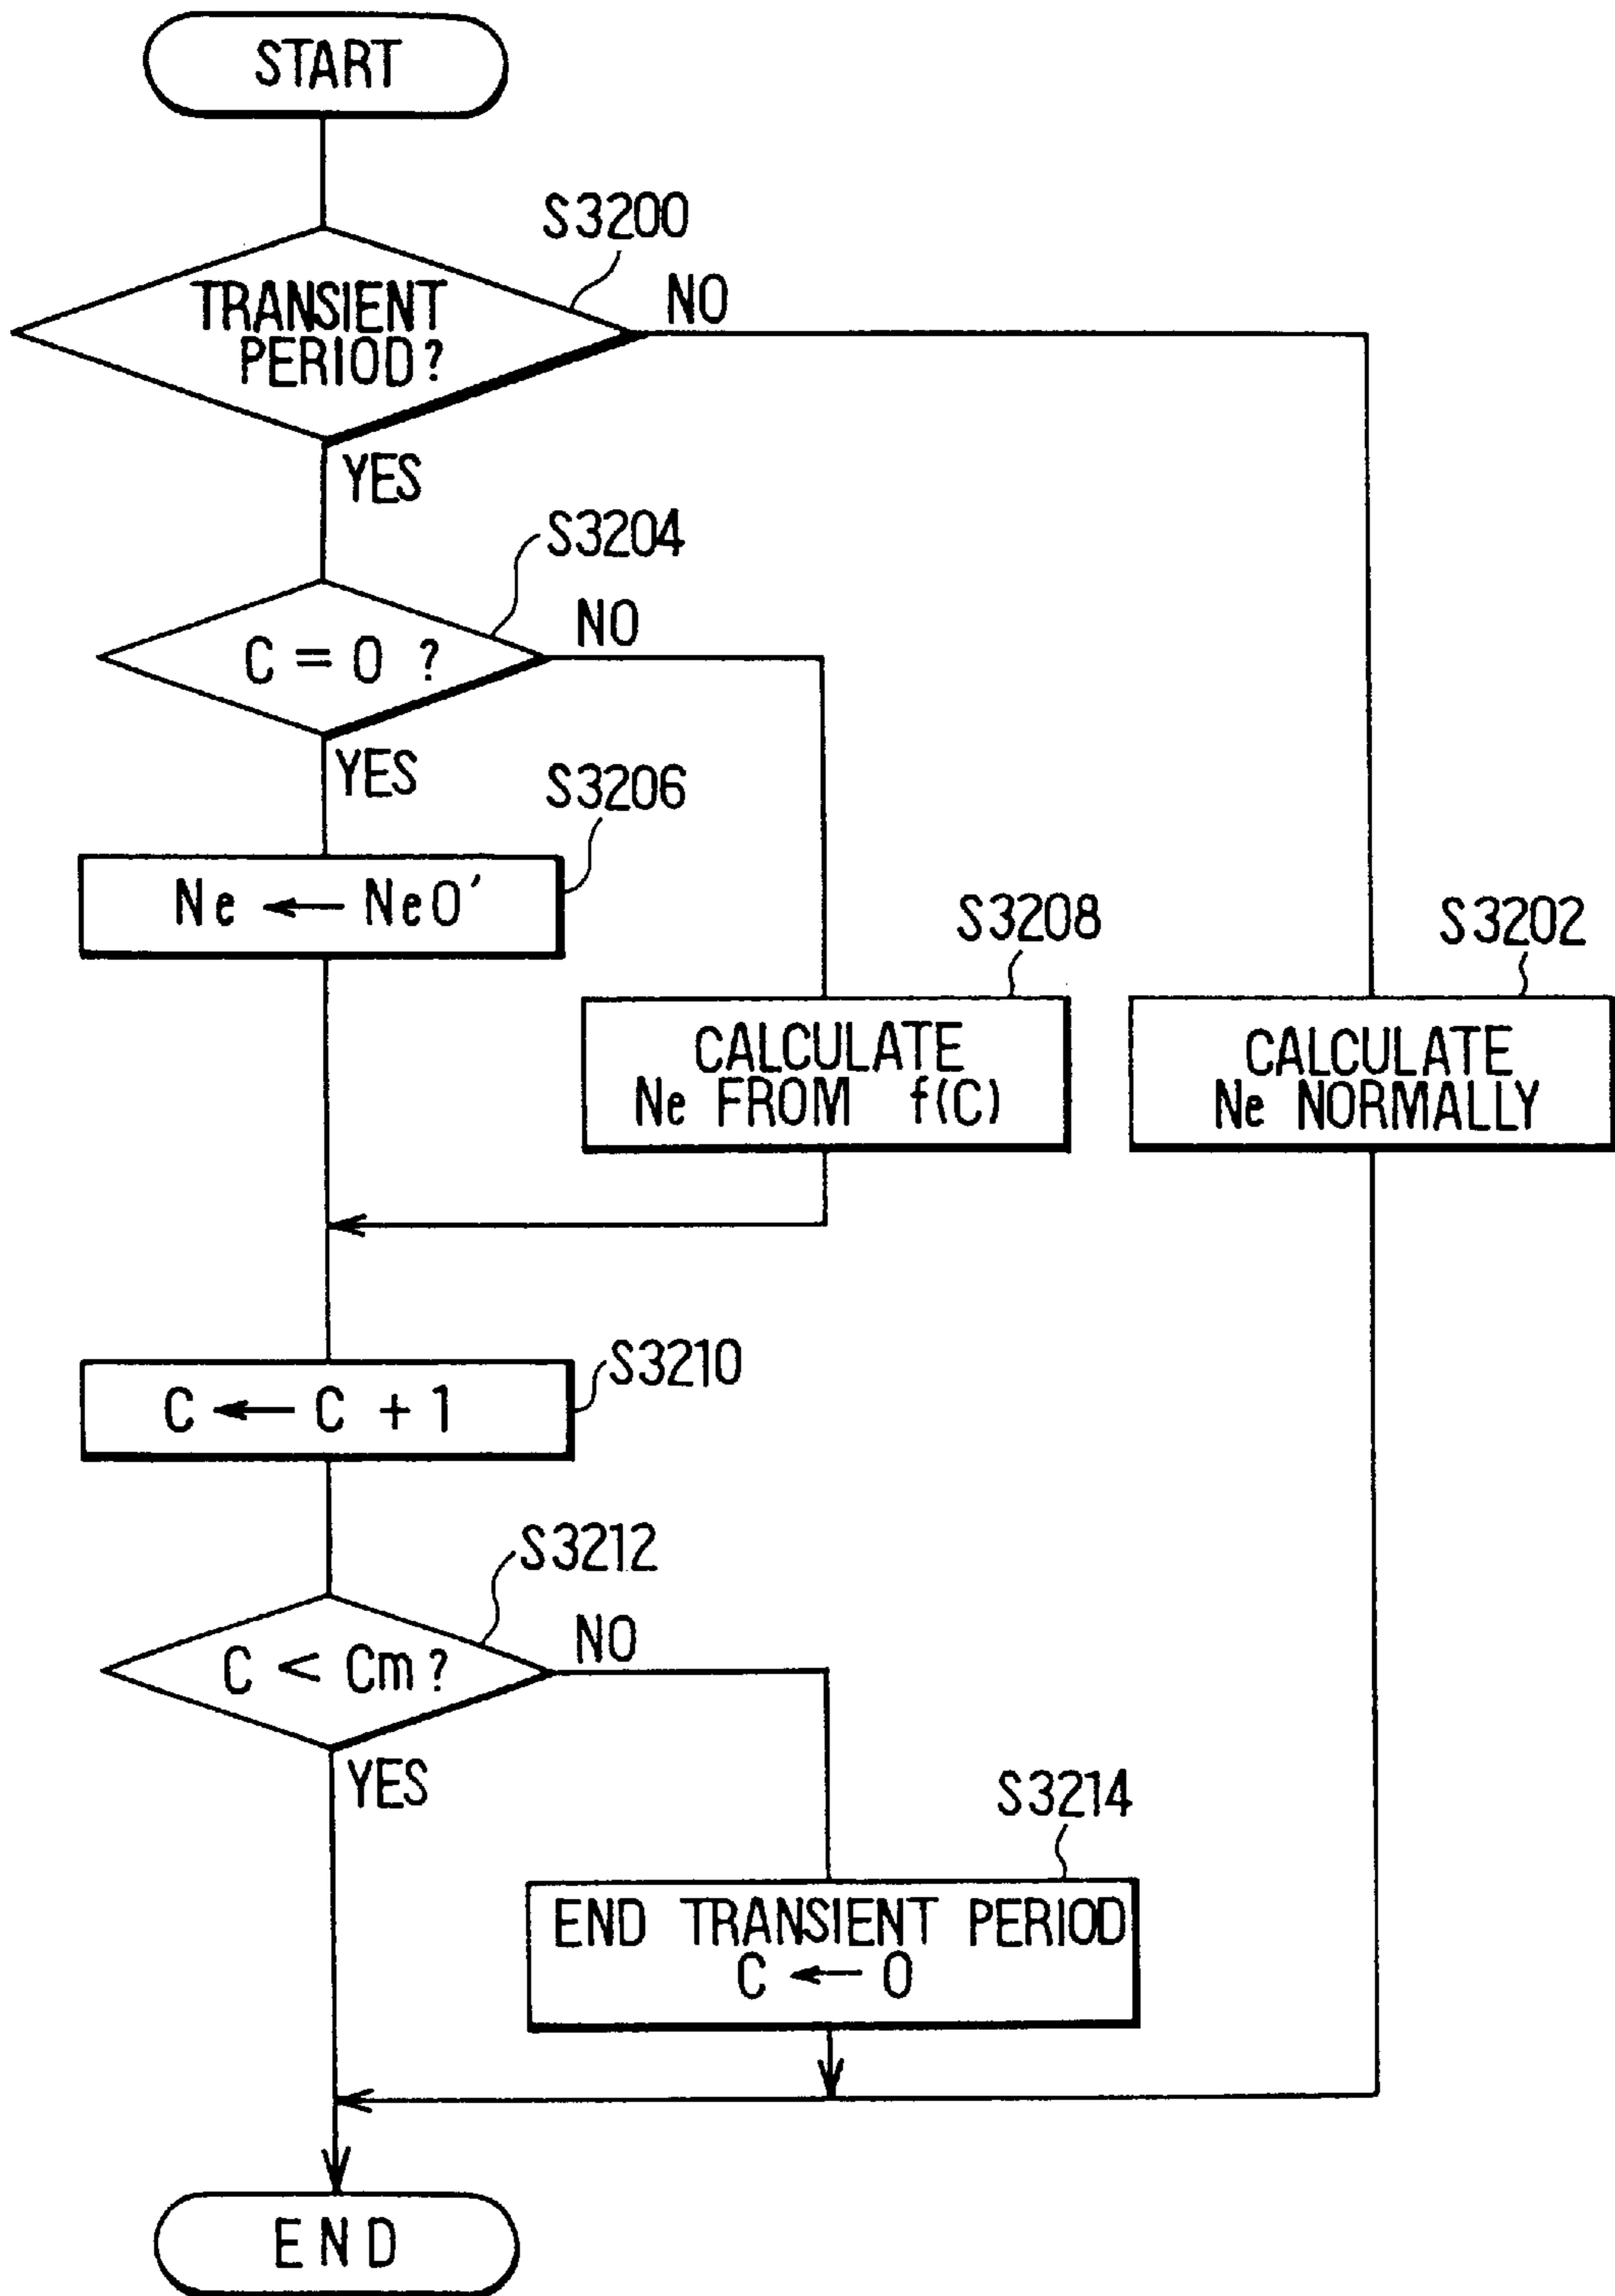 START
S3200
TRANSIENT
PERIOD?
NO
YES
S3204
C = 0 ?
NO
YES
S3206
Ne ← Ne0'
S3208
CALCULATE
Ne FROM f(C)
S3202
CALCULATE
Ne NORMALLY
S3210
C ← C + 1
S3212
C < Cm?
NO
YES
S3214
END TRANSIENT PERIOD
C ← 0
END